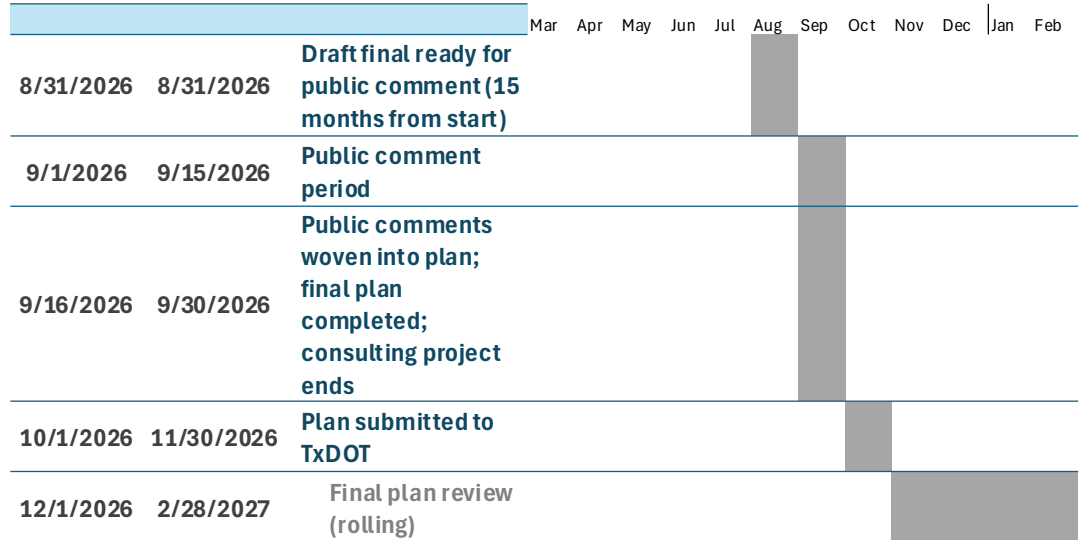 Mar Apr May Jun Jul Aug Sep Oct Nov Dec Jan Feb
8/31/2026 8/31/2026 Draft final ready for
public comment (15
months from start)
9/1/2026 9/15/2026 Public comment
period
9/16/2026 9/30/2026 Public comments
woven into plan;
final plan
completed;
consulting project
ends
10/1/2026 11/30/2026 Plan submitted to
TxDOT
12/1/2026 2/28/2027 Final plan review
(rolling)